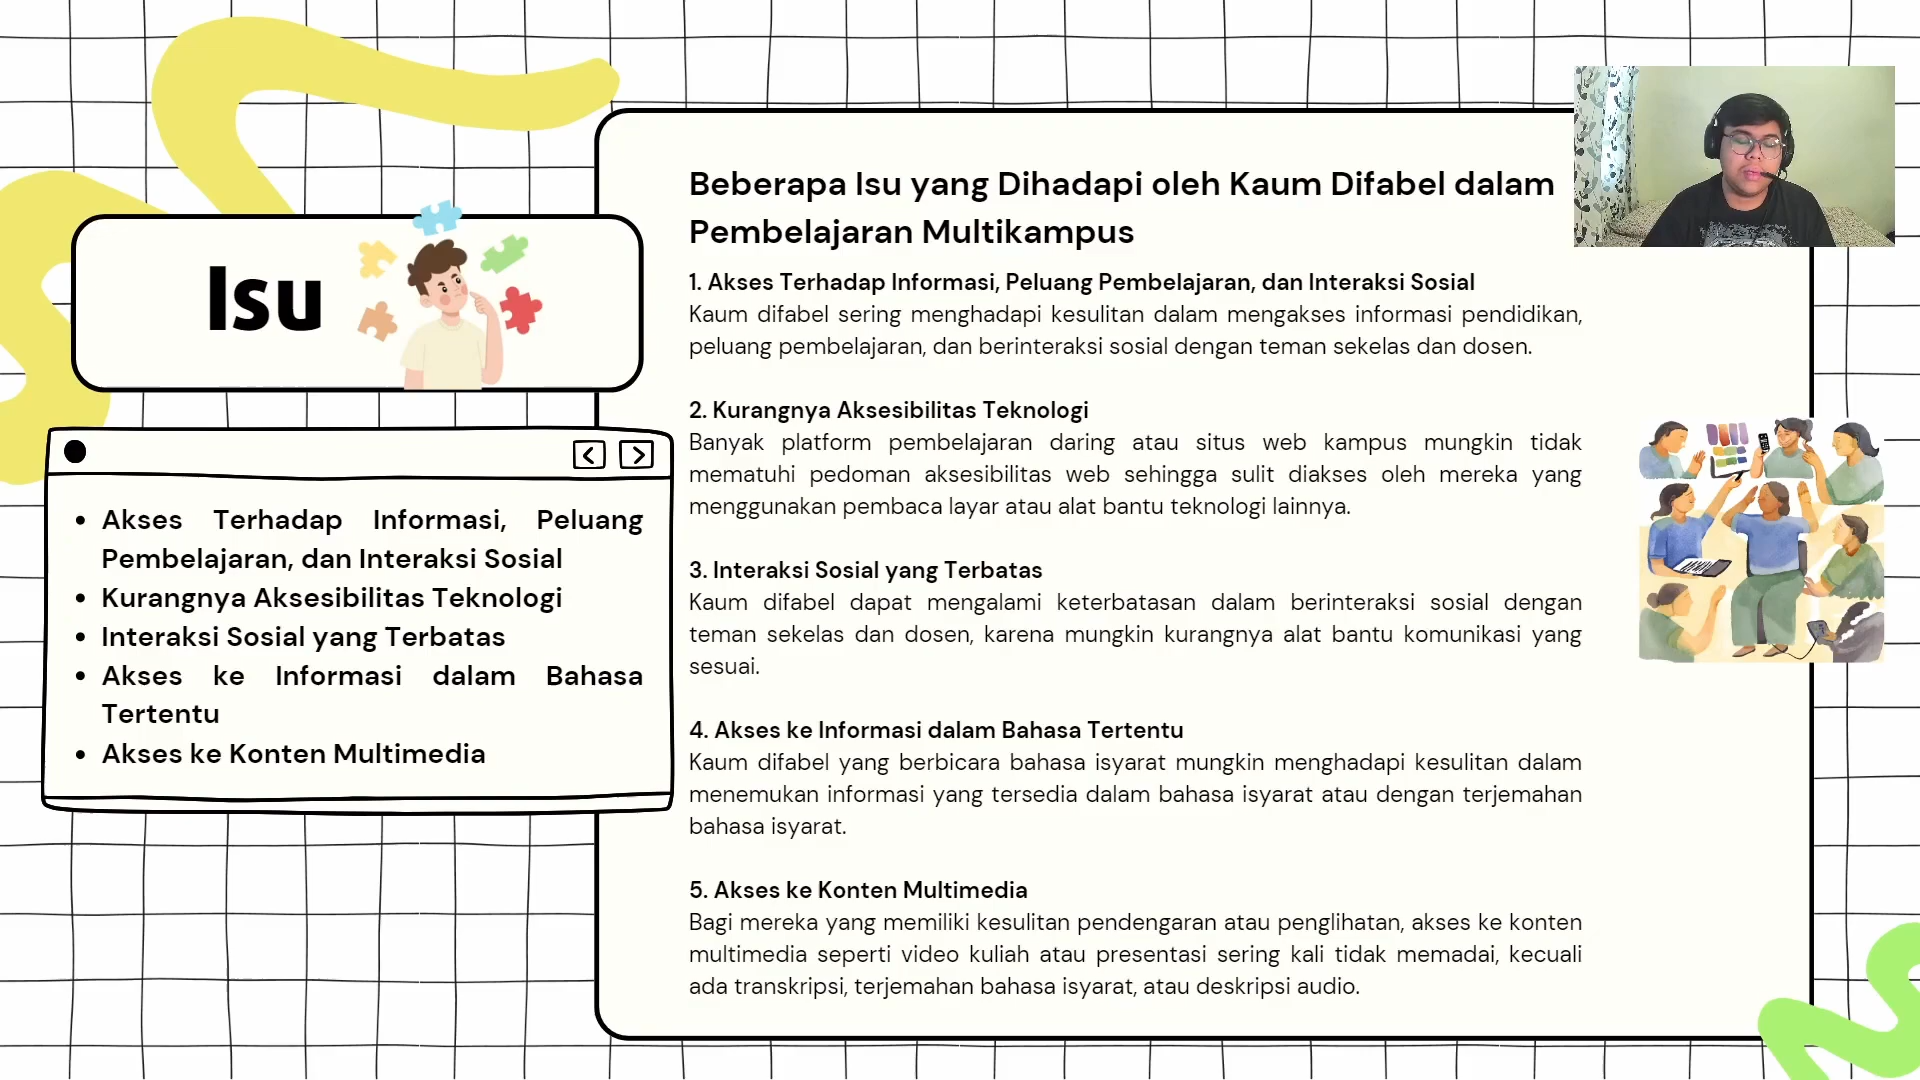 Isu
Akses Terhadap Informasi, Peluang
Pembelajaran, dan Interaksi Sosial
Kurangnya Aksesibilitas Teknologi
Interaksi Sosial yang Terbatas
Akses ke Informasi dalam Bahasa
Tertentu
Akses ke Konten Multimedia
Beberapa Isu yang Dihadapi oleh Kaum Difabel dalam
Pembelajaran Multikampus
1. Akses Terhadap Informasi, Peluang Pembelajaran, dan Interaksi Sosial
Kaum difabel sering menghadapi kesulitan dalam mengakses informasi pendidikan,
peluang pembelajaran, dan berinteraksi sosial dengan teman sekelas dan dosen.
2. Kurangnya Aksesibilitas Teknologi
Banyak platform pembelajaran daring atau situs web kampus mungkin tidak
mematuhi pedoman aksesibilitas web sehingga sulit diakses oleh mereka yang
menggunakan pembaca layar atau alat bantu teknologi lainnya.
3. Interaksi Sosial yang Terbatas
Kaum difabel dapat mengalami keterbatasan dalam berinteraksi sosial dengan
teman sekelas dan dosen, karena mungkin kurangnya alat bantu komunikasi yang
sesuai.
4. Akses ke Informasi dalam Bahasa Tertentu
Kaum difabel yang berbicara bahasa isyarat mungkin menghadapi kesulitan dalam
menemukan informasi yang tersedia dalam bahasa isyarat atau dengan terjemahan
bahasa isyarat.
5. Akses ke Konten Multimedia
Bagi mereka yang memiliki kesulitan pendengaran atau penglihatan, akses ke konten
multimedia seperti video kuliah atau presentasi sering kali tidak memadai, kecuali
ada transkripsi, terjemahan bahasa isyarat, atau deskripsi audio.